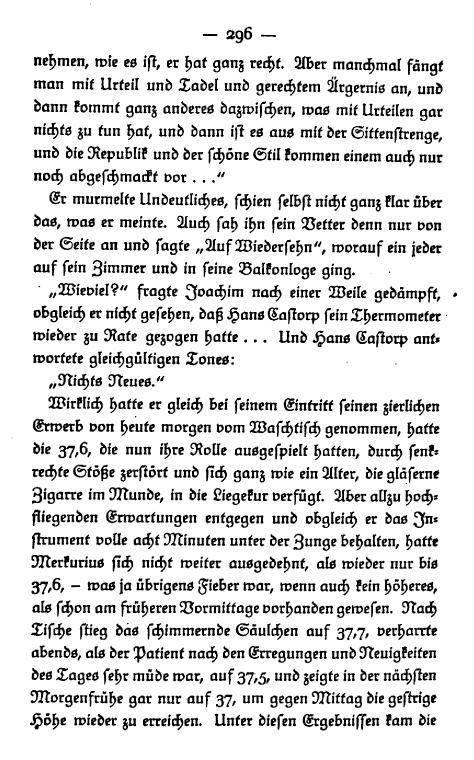 — 296 —
nehmen, wie es ist, er hat ganz recht. Aber manchmal fängt
man mit Urteil und Tadel und gerechtem Ärgernis an, und
dann kommt ganz anderes dazwischen, was mit Urteilen gar
nichts zu tun hat, und dann ist es aus mit der Sittenstrenge,
und die Republik und der schöne Stil kommen einem auch nur
noch abgeschmackt vor . . .“
Er murmelte Undeutliches, schien selbst nicht ganz klar über
das, was er meinte. Auch sah ihn sein Vetter denn nur von
der Seite an und sagte „Auf Wiedersehn“, worauf ein jeder
auf sein Zimmer und in seine Balkonloge ging.
„Wieviel?“ fragte Joachim nach einer Weile gedämpft,
obgleich er nicht gesehen, daß Hans Castorp sein Thermometer
wieder zu Rate gezogen hatte . . . Und Hans Castorp ant-
wortete gleichgültigen Tones:
„Nichts Neues.“
Wirklich hatte er gleich bei seinem Eintritt seinen zierlichen
Erwerb von heute morgen vom Waschtisch genommen, hatte
die 37,6, die nun ihre Rolle ausgespielt hatten, durch senk-
rechte Stöße zerstört und sich ganz wie ein Alter, die gläserne
Zigarre im Munde, in die Liegekur verfügt. Aber allzu hoch-
fliegenden Erwartungen entgegen und obgleich er das In-
strument volle acht Minuten unter der Zunge behalten, hatte
Merkurius sich nicht weiter ausgedehnt, als wieder nur bis
37,6, – was ja übrigens Fieber war, wenn auch kein höheres,
als schon am früheren Vormittage vorhanden gewesen. Nach
Tische stieg das schimmernde Säulchen auf 37,7, verharrte
abends, als der Patient nach den Erregungen und Neuigkeiten
des Tages sehr müde war, auf 37,5, und zeigte in der nächsten
Morgenfrühe gar nur auf 37, um gegen Mittag die gestrige
Höhe wieder zu erreichen. Unter diesen Ergebnissen kam die